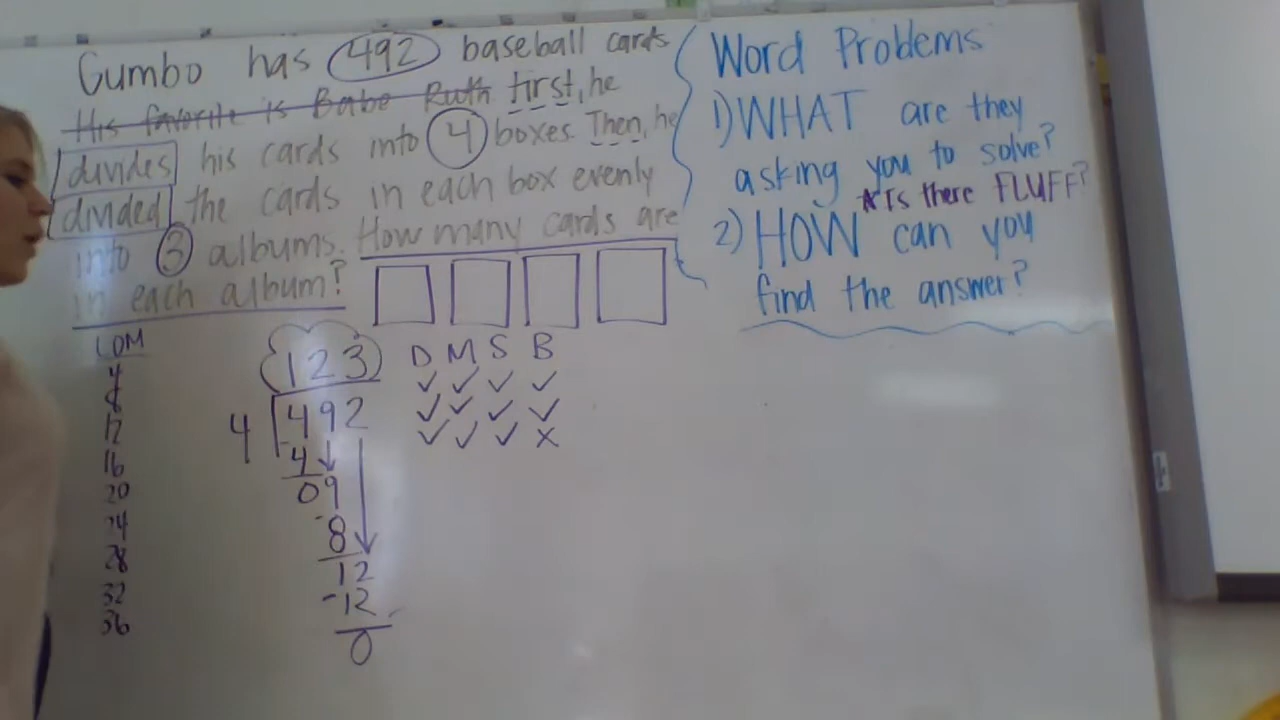 Gumbo has 492 baseball cards
His favorite is Babe Ruth first, he
divides his cards into 4 boxes. Then, he
divided the cards in each box evenly
into 3 albums. How many cards are
in each album?
Word Problems
1) WHAT are they
asking you to solve?
*Is there FLUFF?
2) HOW can you
find the answer?
LOM
4
8
12
16
20
24
28
32
36
123
4 492
-4
09
-8
12
-12
0
D M S B
✓ ✓ ✓ ✓
✓ ✓ ✓ ✓
✓ ✓ ✓ X